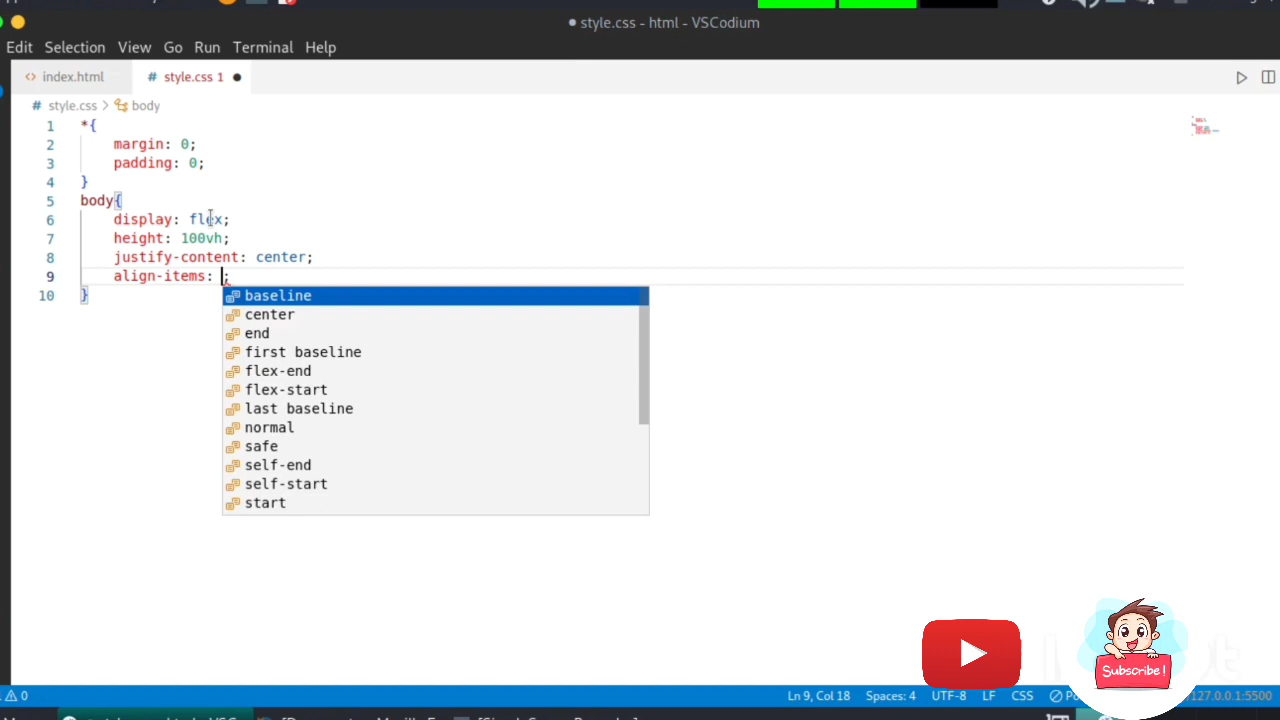 style.css - html - VSCodium
Edit Selection View Go Run Terminal Help
index.html # style.css 1
# style.css > body
1 *{
2 margin: 0;
3 padding: 0;
4 }
5 body{
6 display: flex;
7 height: 100vh;
8 justify-content: center;
9 align-items: ;
10 }
baseline
center
end
first baseline
flex-end
flex-start
last baseline
normal
safe
self-end
self-start
start
Subscribe!
0 Ln 9, Col 18 Spaces: 4 UTF-8 LF CSS 127.0.0.1:5500